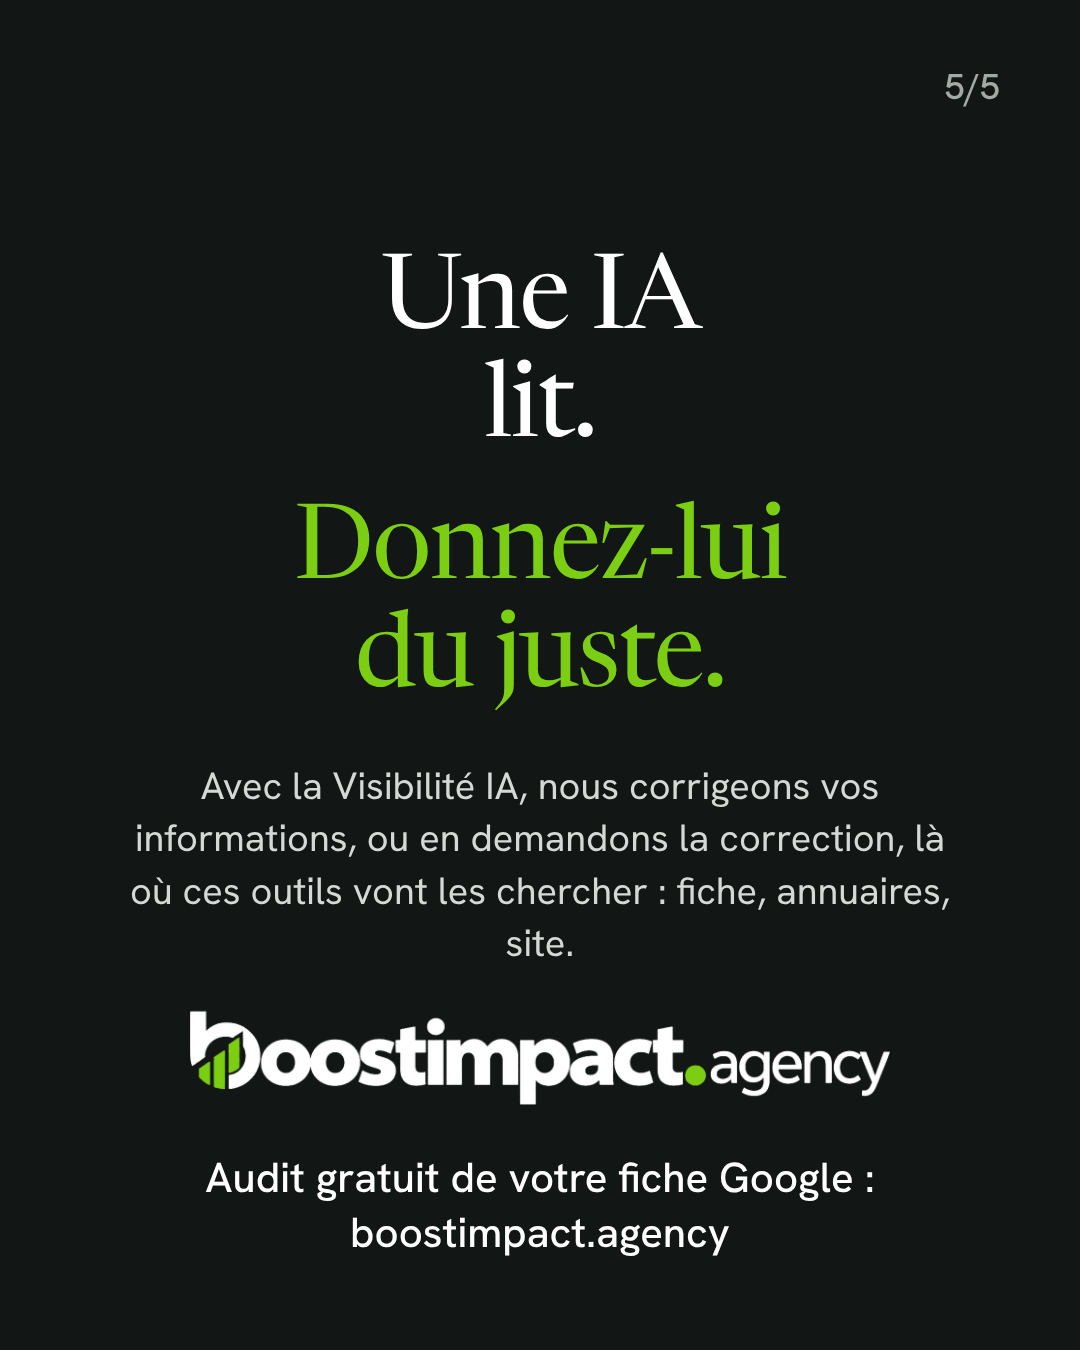 5/5
Une IA
lit.
Donnez-lui
du juste.
Avec la Visibilité IA, nous corrigeons vos
informations, ou en demandons la correction, là
où ces outils vont les chercher : fiche, annuaires,
site.
boostimpact.agency
Audit gratuit de votre fiche Google :
boostimpact.agency